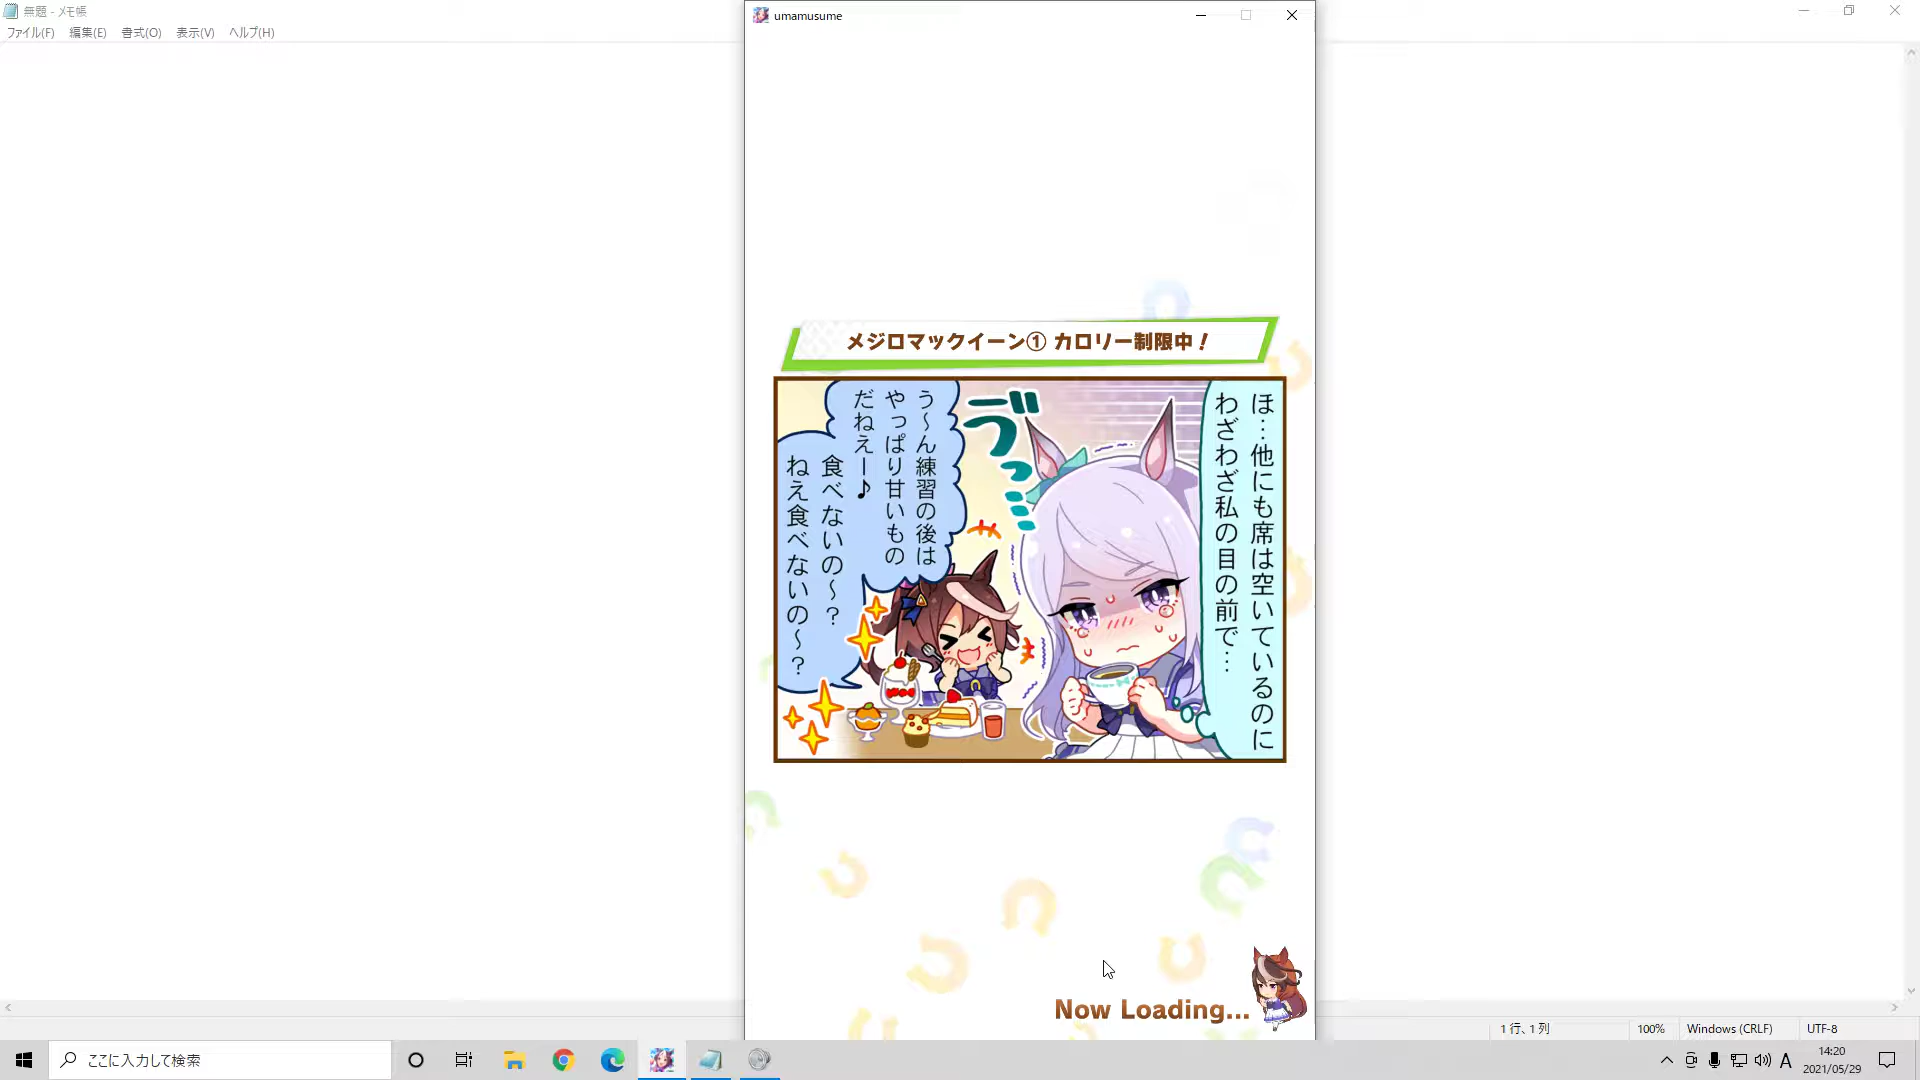 無題 - メモ帳
ファイル(F) 編集(E) 書式(O) 表示(V) ヘルプ(H)
umamusume
メジロマックイーン① カロリー制限中！
ほ…他にも席は空いているのに
わざわざ私の目の前で…
うっ…
う～ん練習の後は
やっぱり甘いもの
だねえー♪
食べないの～？
ねえ食べないの～？
Now Loading...
1 行、1 列
100%
Windows (CRLF)
UTF-8
ここに入力して検索
A
14:20
2021/05/29